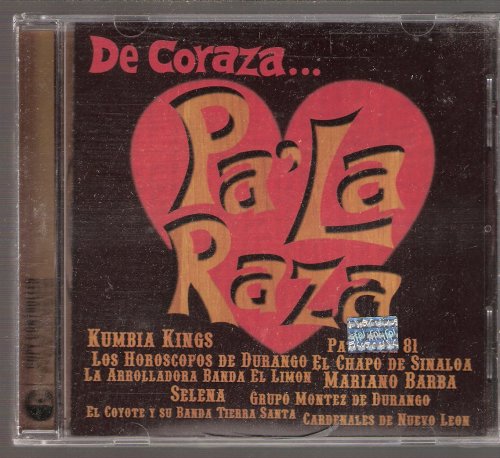 De Coraza...
Pa' La
Raza
Kumbia Kings
81
Los Horoscopos de Durango El Chapo de Sinaloa
La Arrolladora Banda El Limon Mariano Barba
Selena Grupo Montez de Durango
El Coyote y su Banda Tierra Santa Cardenales de Nuevo Leon